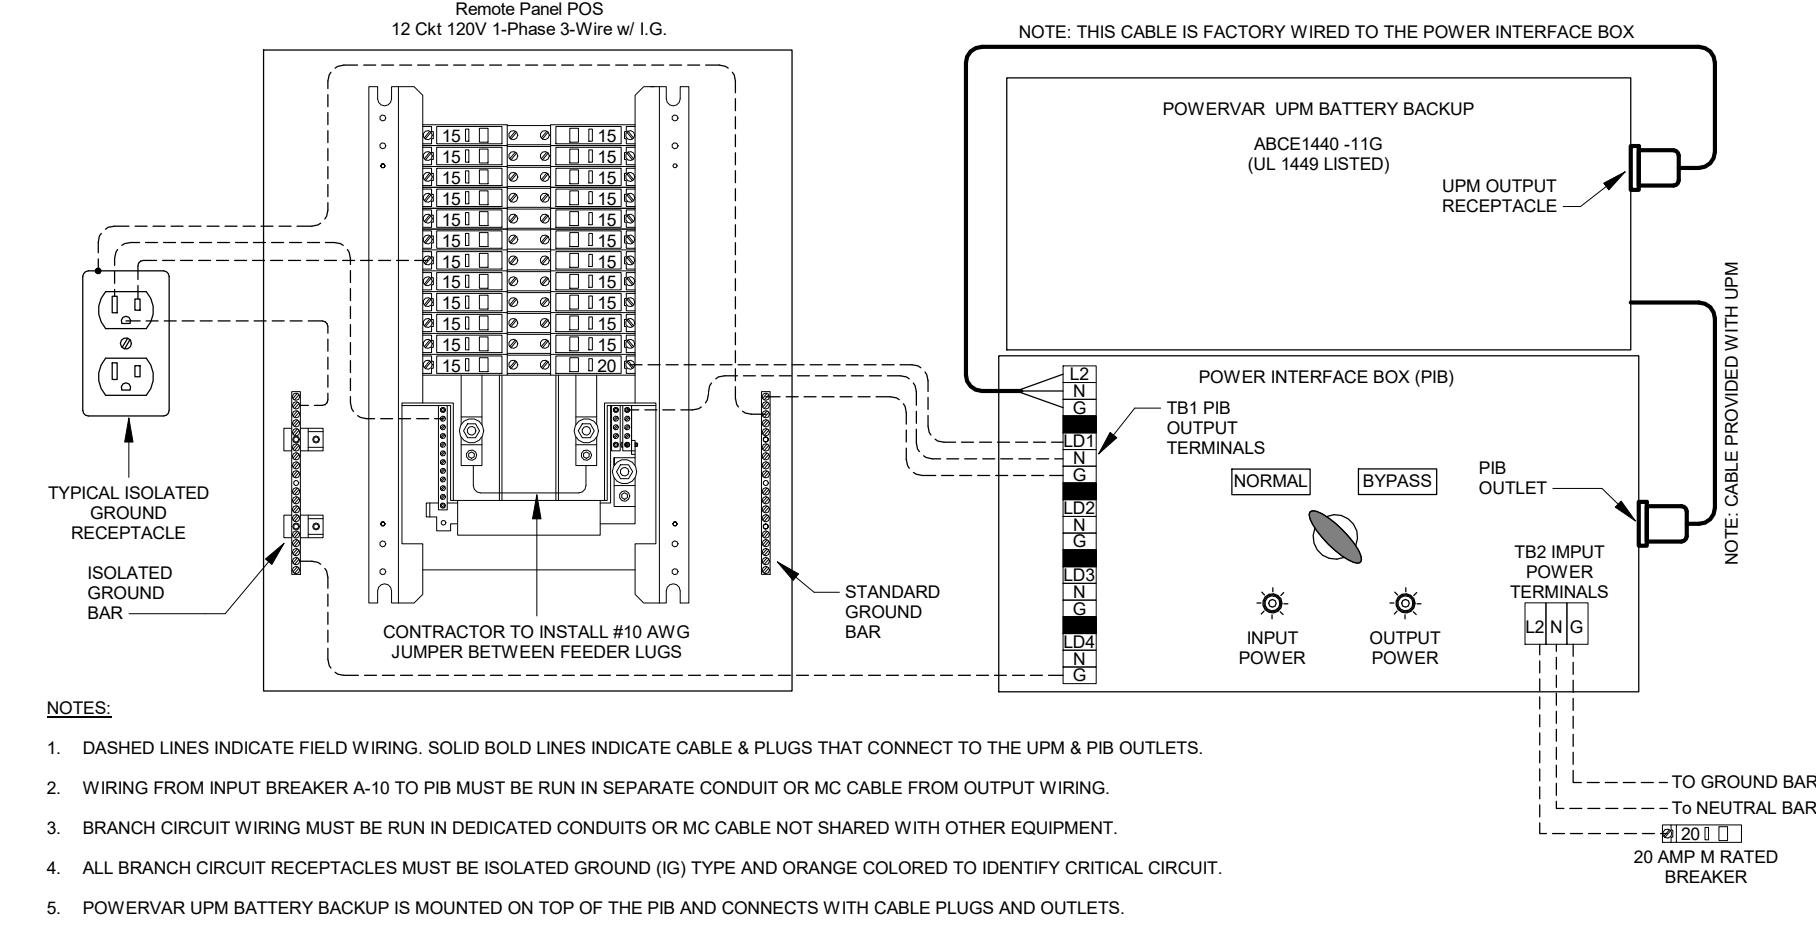 Remote Panel POS
12 Ckt 120V 1-Phase 3-Wire w/ I.G.
NOTE: THIS CABLE IS FACTORY WIRED TO THE POWER INTERFACE BOX
POWERVAR UPM BATTERY BACKUP
ABCE1440 -11G
(UL 1449 LISTED)
UPM OUTPUT
RECEPTACLE
NOTE: CABLE PROVIDED WITH UPM
15 15
15 15
15 15
15 15
15 15
15 15
15 15
15 15
15 15
15 15
15 15
15 20
TYPICAL ISOLATED
GROUND
RECEPTACLE
ISOLATED
GROUND
BAR
CONTRACTOR TO INSTALL #10 AWG
JUMPER BETWEEN FEEDER LUGS
STANDARD
GROUND
BAR
POWER INTERFACE BOX (PIB)
L2
N
G
LD1
N
G
LD2
N
G
LD3
N
G
LD4
N
G
TB1 PIB
OUTPUT
TERMINALS
NORMAL
BYPASS
PIB
OUTLET
INPUT
POWER
OUTPUT
POWER
TB2 IMPUT
POWER
TERMINALS
L2 N G
TO GROUND BAR
To NEUTRAL BAR
20
20 AMP M RATED
BREAKER
NOTES:
1. DASHED LINES INDICATE FIELD WIRING. SOLID BOLD LINES INDICATE CABLE & PLUGS THAT CONNECT TO THE UPM & PIB OUTLETS.
2. WIRING FROM INPUT BREAKER A-10 TO PIB MUST BE RUN IN SEPARATE CONDUIT OR MC CABLE FROM OUTPUT WIRING.
3. BRANCH CIRCUIT WIRING MUST BE RUN IN DEDICATED CONDUITS OR MC CABLE NOT SHARED WITH OTHER EQUIPMENT.
4. ALL BRANCH CIRCUIT RECEPTACLES MUST BE ISOLATED GROUND (IG) TYPE AND ORANGE COLORED TO IDENTIFY CRITICAL CIRCUIT.
5. POWERVAR UPM BATTERY BACKUP IS MOUNTED ON TOP OF THE PIB AND CONNECTS WITH CABLE PLUGS AND OUTLETS.